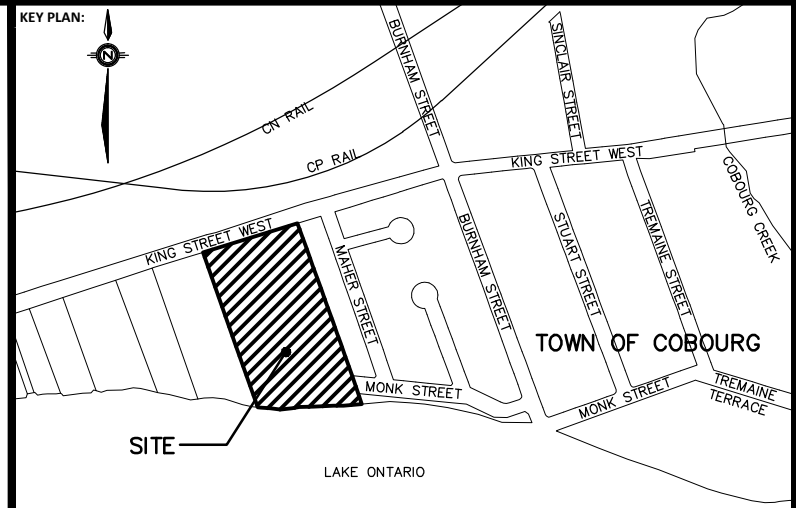 KEY PLAN:
N
BURNHAM STREET
SINCLAIR STREET
CN RAIL
CP RAIL
KING STREET WEST
COBOURG CREEK
KING STREET WEST
MAHER STREET
BURNHAM STREET
STUART STREET
TREMAINE STREET
TOWN OF COBOURG
MONK STREET
MONK STREET
TREMAINE
TERRACE
SITE
LAKE ONTARIO